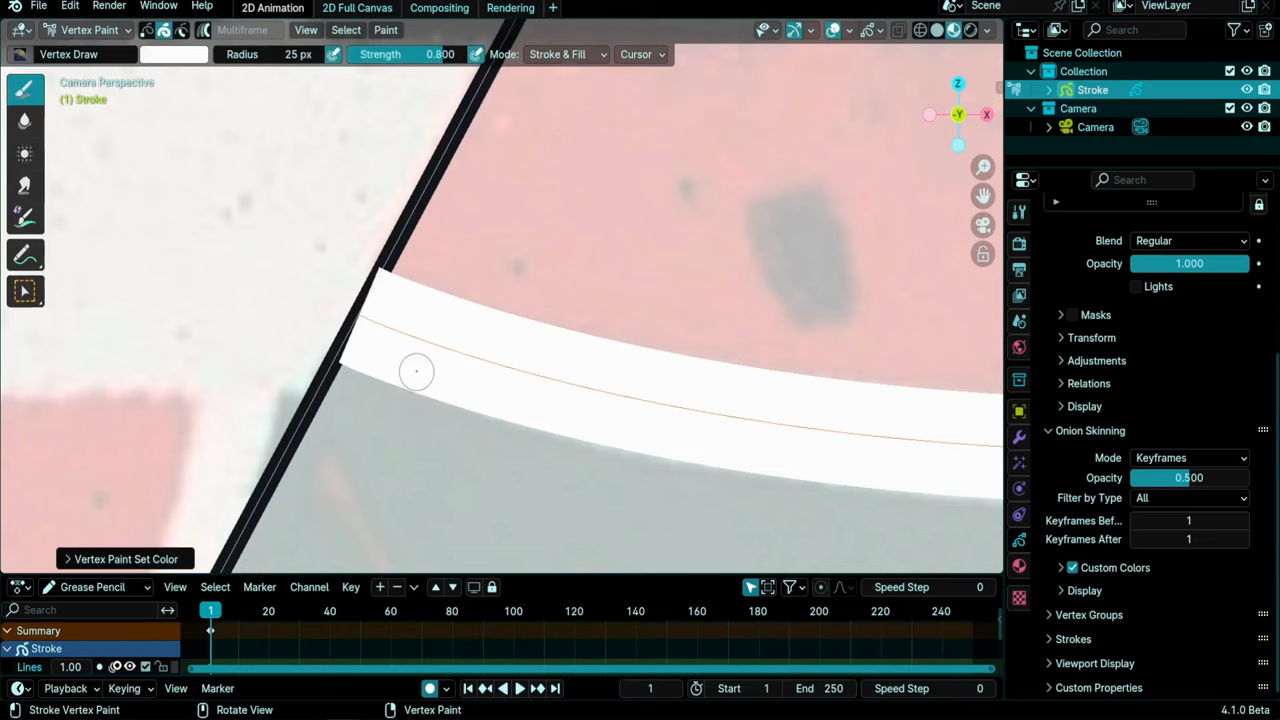 File Edit Render Window Help 2D Animation 2D Full Canvas Compositing Rendering + Scene ViewLayer
Vertex Paint Multiframe View Select Paint Search
Vertex Draw Radius 25 px Strength 0.800 Mode: Stroke & Fill Cursor
Scene Collection
Collection
Stroke
Camera
Camera
Camera Perspective
(1) Stroke
Z
-Y
X
Search
Blend Regular
Opacity 1.000
Lights
Masks
Transform
Adjustments
Relations
Display
Onion Skinning
Mode Keyframes
Opacity 0.500
Filter by Type All
Keyframes Bef... 1
Keyframes After 1
Custom Colors
Display
Vertex Groups
Strokes
Viewport Display
Custom Properties
Vertex Paint Set Color
Grease Pencil View Select Marker Channel Key Speed Step 0
Search 1 20 40 60 80 100 120 140 160 180 200 220 240
Summary
Stroke
Lines 1.00
Playback Keying View Marker 1 Start 1 End 250 Speed Step 0
Stroke Vertex Paint Rotate View Vertex Paint 4.1.0 Beta